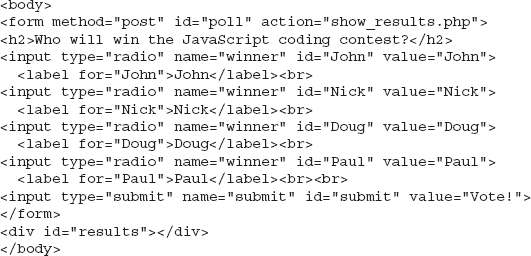 <body>
<form method="post" id="poll" action="show_results.php">
<h2>Who will win the JavaScript coding contest?</h2>
<input type="radio" name="winner" id="John" value="John">
  <label for="John">John</label><br>
<input type="radio" name="winner" id="Nick" value="Nick">
  <label for="Nick">Nick</label><br>
<input type="radio" name="winner" id="Doug" value="Doug">
  <label for="Doug">Doug</label><br>
<input type="radio" name="winner" id="Paul" value="Paul">
  <label for="Paul">Paul</label><br><br>
<input type="submit" name="submit" id="submit" value="Vote!">
</form>
<div id="results"></div>
</body>